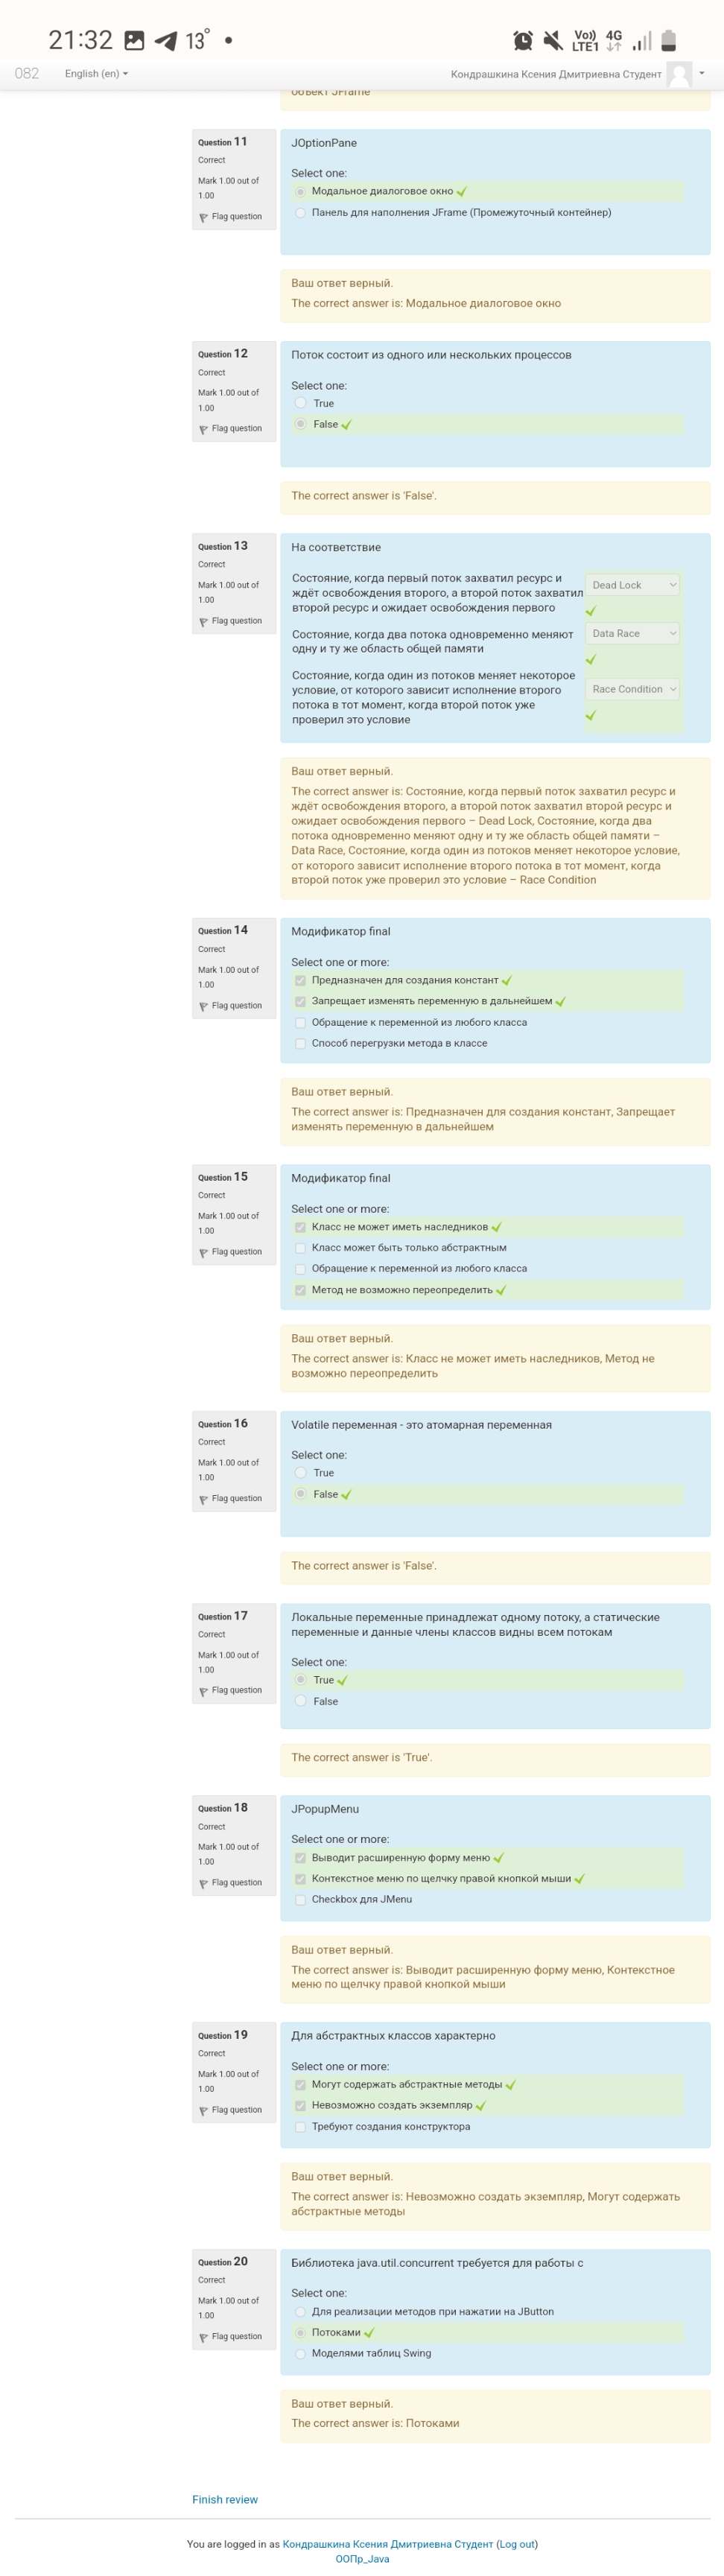 21:32 13°
Vo)) LTE1 4G
082 English (en) Кондрашкина Ксения Дмитриевна Студент
объект JFrame
Question 11
Correct
Mark 1.00 out of
1.00
Flag question
JOptionPane
Select one:
Модальное диалоговое окно
Панель для наполнения JFrame (Промежуточный контейнер)
Ваш ответ верный.
The correct answer is: Модальное диалоговое окно
Question 12
Correct
Mark 1.00 out of
1.00
Flag question
Поток состоит из одного или нескольких процессов
Select one:
True
False
The correct answer is 'False'.
Question 13
Correct
Mark 1.00 out of
1.00
Flag question
На соответствие
Состояние, когда первый поток захватил ресурс и
ждёт освобождения второго, а второй поток захватил
второй ресурс и ожидает освобождения первого
Dead Lock
Состояние, когда два потока одновременно меняют
одну и ту же область общей памяти
Data Race
Состояние, когда один из потоков меняет некоторое
условие, от которого зависит исполнение второго
потока в тот момент, когда второй поток уже
проверил это условие
Race Condition
Ваш ответ верный.
The correct answer is: Состояние, когда первый поток захватил ресурс и
ждёт освобождения второго, а второй поток захватил второй ресурс и
ожидает освобождения первого – Dead Lock, Состояние, когда два
потока одновременно меняют одну и ту же область общей памяти –
Data Race, Состояние, когда один из потоков меняет некоторое условие,
от которого зависит исполнение второго потока в тот момент, когда
второй поток уже проверил это условие – Race Condition
Question 14
Correct
Mark 1.00 out of
1.00
Flag question
Модификатор final
Select one or more:
Предназначен для создания констант
Запрещает изменять переменную в дальнейшем
Обращение к переменной из любого класса
Способ перегрузки метода в классе
Ваш ответ верный.
The correct answer is: Предназначен для создания констант, Запрещает
изменять переменную в дальнейшем
Question 15
Correct
Mark 1.00 out of
1.00
Flag question
Модификатор final
Select one or more:
Класс не может иметь наследников
Класс может быть только абстрактным
Обращение к переменной из любого класса
Метод не возможно переопределить
Ваш ответ верный.
The correct answer is: Класс не может иметь наследников, Метод не
возможно переопределить
Question 16
Correct
Mark 1.00 out of
1.00
Flag question
Volatile переменная - это атомарная переменная
Select one:
True
False
The correct answer is 'False'.
Question 17
Correct
Mark 1.00 out of
1.00
Flag question
Локальные переменные принадлежат одному потоку, а статические
переменные и данные члены классов видны всем потокам
Select one:
True
False
The correct answer is 'True'.
Question 18
Correct
Mark 1.00 out of
1.00
Flag question
JPopupMenu
Select one or more:
Выводит расширенную форму меню
Контекстное меню по щелчку правой кнопкой мыши
Checkbox для JMenu
Ваш ответ верный.
The correct answer is: Выводит расширенную форму меню, Контекстное
меню по щелчку правой кнопкой мыши
Question 19
Correct
Mark 1.00 out of
1.00
Flag question
Для абстрактных классов характерно
Select one or more:
Могут содержать абстрактные методы
Невозможно создать экземпляр
Требуют создания конструктора
Ваш ответ верный.
The correct answer is: Невозможно создать экземпляр, Могут содержать
абстрактные методы
Question 20
Correct
Mark 1.00 out of
1.00
Flag question
Библиотека java.util.concurrent требуется для работы с
Select one:
Для реализации методов при нажатии на JButton
Потоками
Моделями таблиц Swing
Ваш ответ верный.
The correct answer is: Потоками
Finish review
You are logged in as Кондрашкина Ксения Дмитриевна Студент (Log out)
ООПр_Java